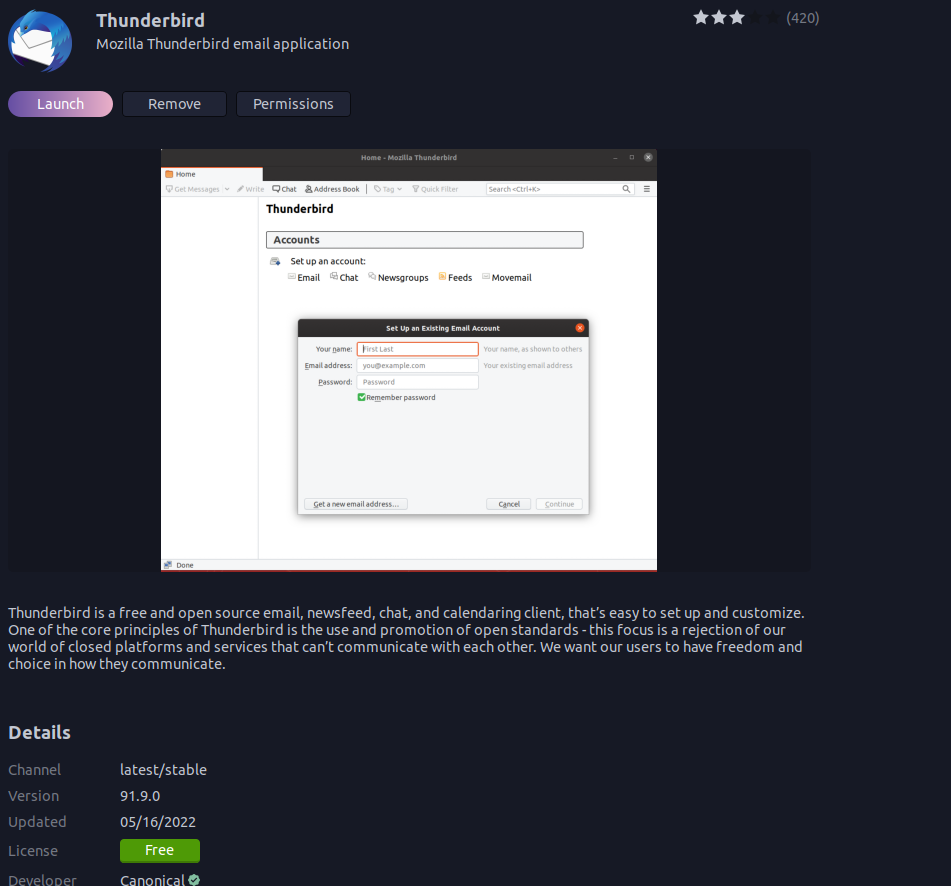 Thunderbird
(420)
Mozilla Thunderbird email application
Launch Remove Permissions
Home - Mozilla Thunderbird
Home
Get Messages Write Chat Address Book Tag Quick Filter Search <Ctrl+K>
Thunderbird
Accounts
Set up an account:
Email Chat Newsgroups Feeds Movemail
Set Up an Existing Email Account
Your name: First Last Your name, as shown to others
Email address: you@example.com Your existing email address
Password: Password
Remember password
Get a new email address... Cancel Continue
Done
Thunderbird is a free and open source email, newsfeed, chat, and calendaring client, that’s easy to set up and customize.
One of the core principles of Thunderbird is the use and promotion of open standards - this focus is a rejection of our
world of closed platforms and services that can’t communicate with each other. We want our users to have freedom and
choice in how they communicate.
Details
Channel latest/stable
Version 91.9.0
Updated 05/16/2022
License Free
Developer Canonical